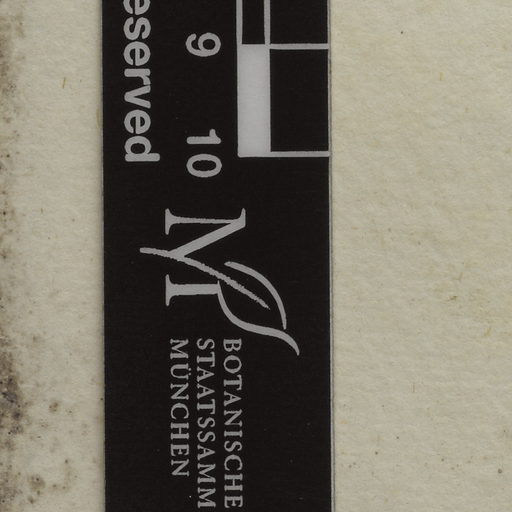 eserved
9 10
M
BOTANISCHE
STAATSSAMM
MÜNCHEN